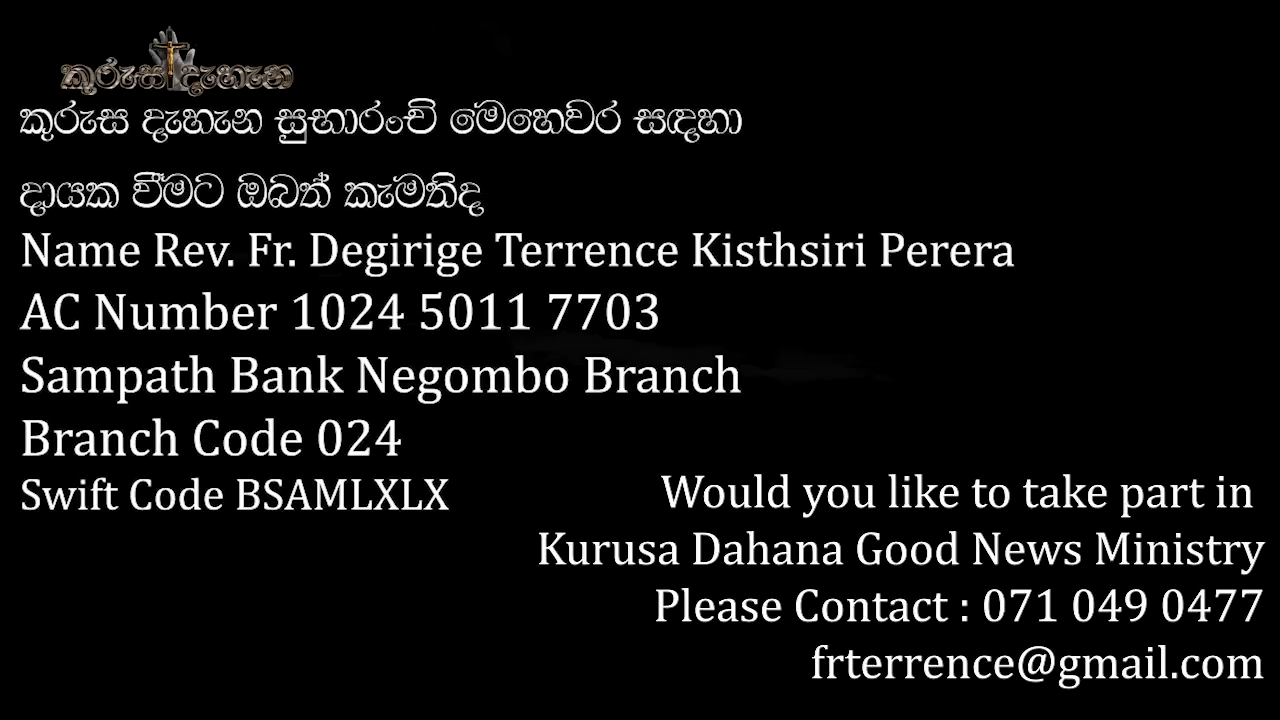 කුරුස දැහැන
කුරුස දැහැන සුභාරංචි මෙහෙවර සඳහා
දායක වීමට ඔබත් කැමතිද
Name Rev. Fr. Degirige Terrence Kisthsiri Perera
AC Number 1024 5011 7703
Sampath Bank Negombo Branch
Branch Code 024
Swift Code BSAMLXLX
Would you like to take part in
Kurusa Dahana Good News Ministry
Please Contact : 071 049 0477
frterrence@gmail.com